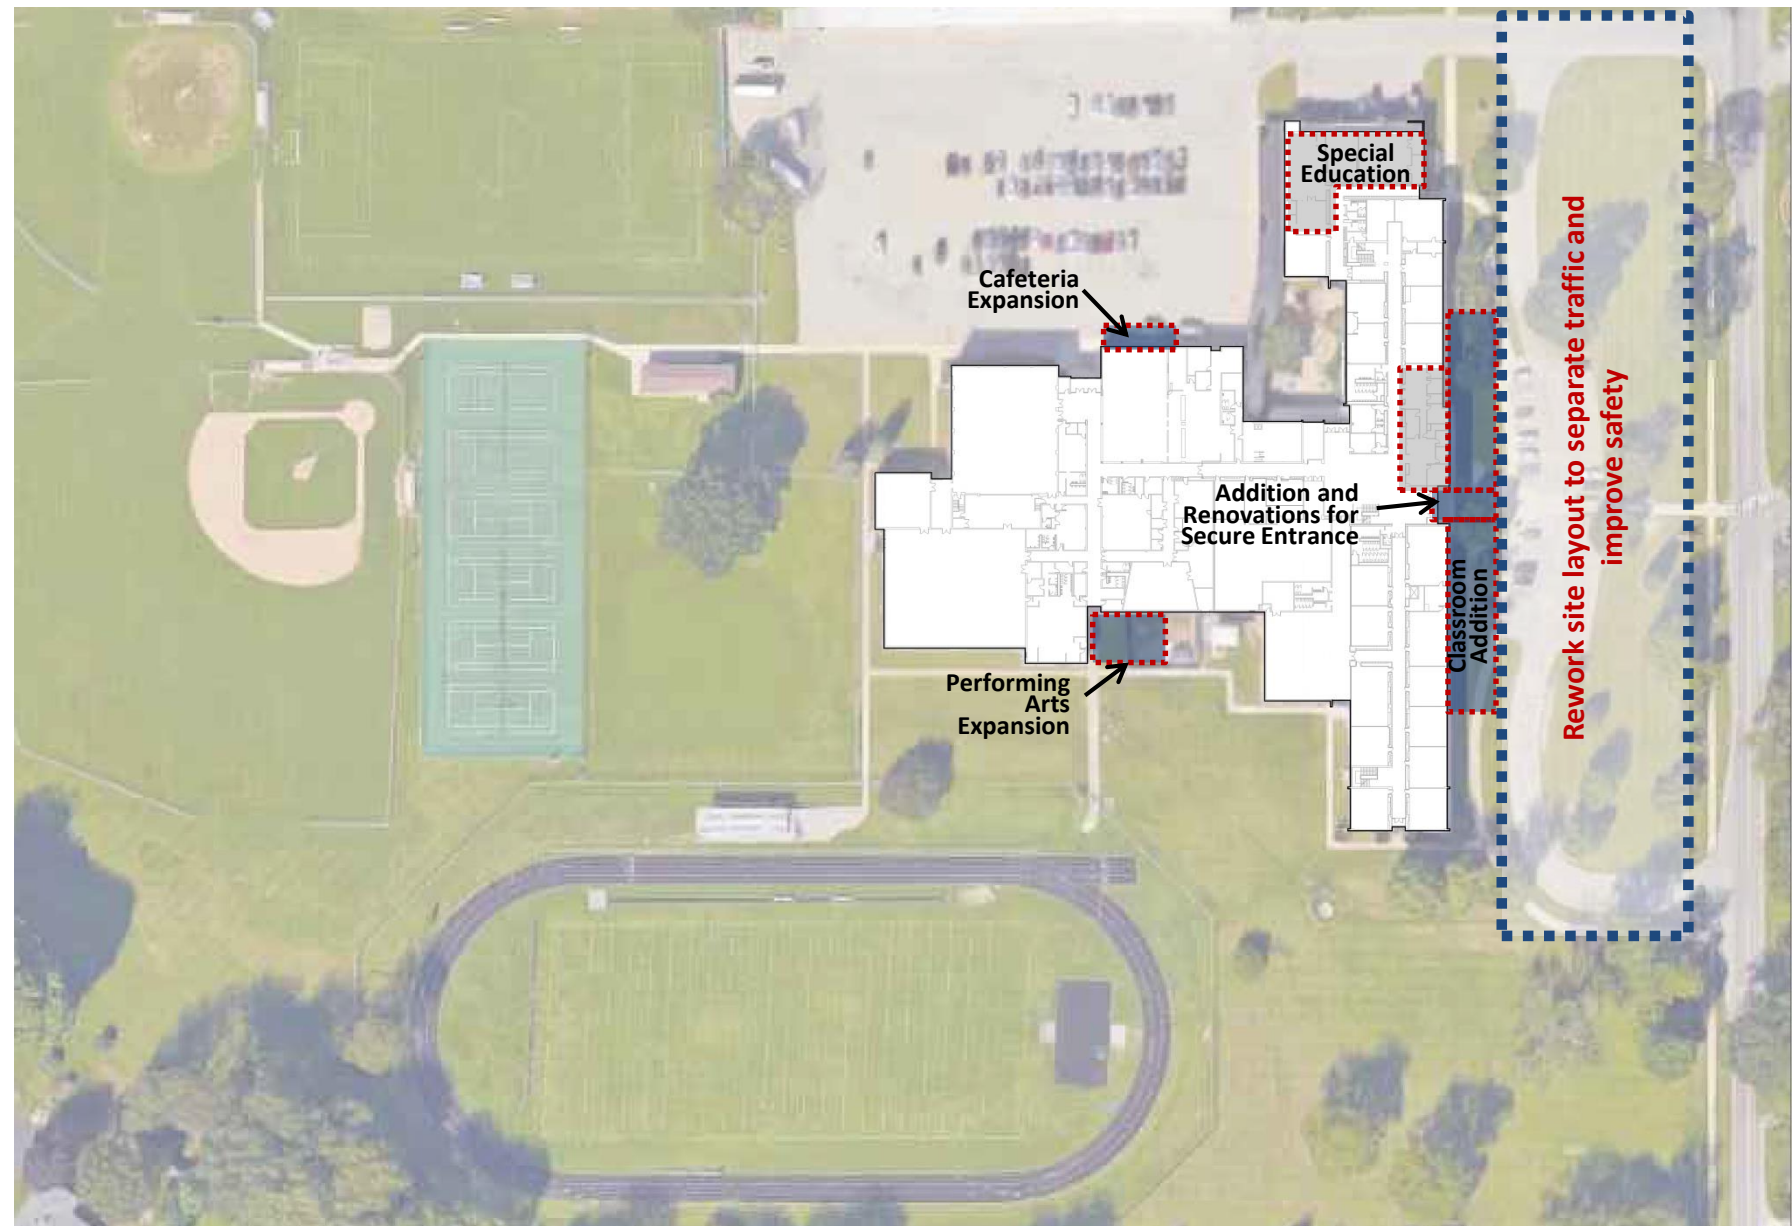 Special
Education
Cafeteria
Expansion
Addition and
Renovations for
Secure Entrance
Classroom
Addition
Performing
Arts
Expansion
Rework site layout to separate traffic and
improve safety